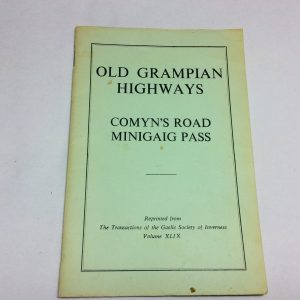 OLD GRAMPIAN
HIGHWAYS
COMYN'S ROAD
MINIGAIG PASS
Reprinted from
The Transactions of the Gaelic Society of Inverness
Volume XLIX